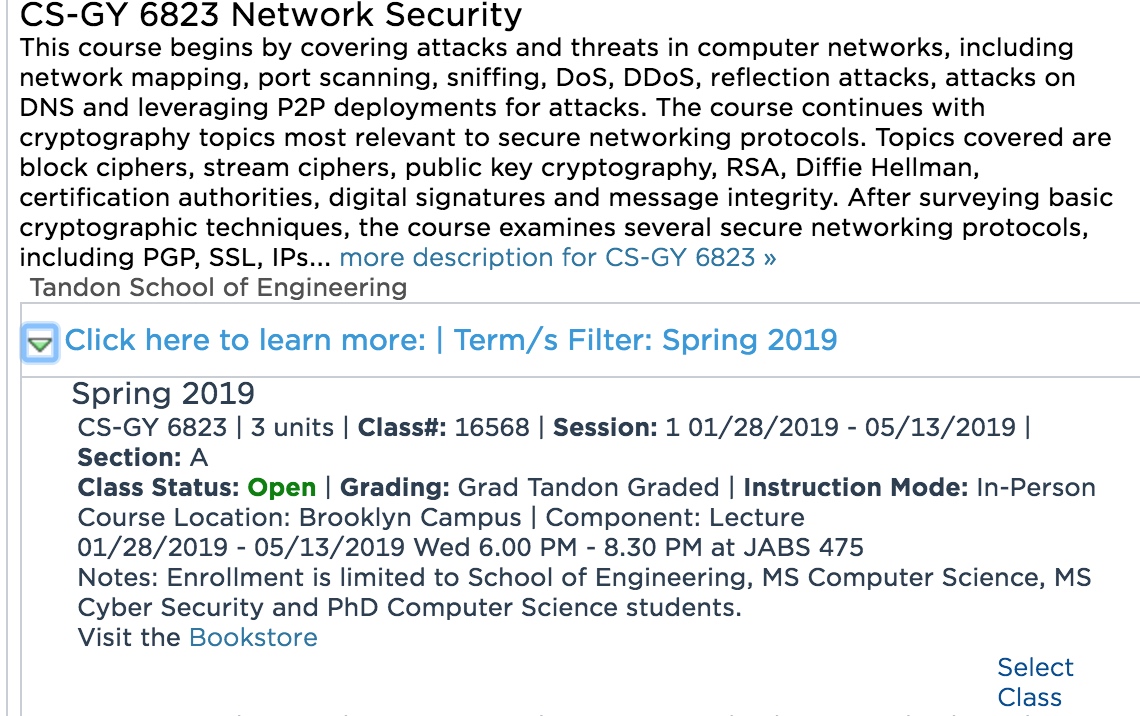 CS-GY 6823 Network Security
This course begins by covering attacks and threats in computer networks, including
network mapping, port scanning, sniffing, DoS, DDoS, reflection attacks, attacks on
DNS and leveraging P2P deployments for attacks. The course continues with
cryptography topics most relevant to secure networking protocols. Topics covered are
block ciphers, stream ciphers, public key cryptography, RSA, Diffie Hellman,
certification authorities, digital signatures and message integrity. After surveying basic
cryptographic techniques, the course examines several secure networking protocols,
including PGP, SSL, IPs... more description for CS-GY 6823 »
Tandon School of Engineering
Click here to learn more: | Term/s Filter: Spring 2019
Spring 2019
CS-GY 6823 | 3 units | Class#: 16568 | Session: 1 01/28/2019 - 05/13/2019 |
Section: A
Class Status: Open | Grading: Grad Tandon Graded | Instruction Mode: In-Person
Course Location: Brooklyn Campus | Component: Lecture
01/28/2019 - 05/13/2019 Wed 6.00 PM - 8.30 PM at JABS 475
Notes: Enrollment is limited to School of Engineering, MS Computer Science, MS
Cyber Security and PhD Computer Science students.
Visit the Bookstore
Select
Class